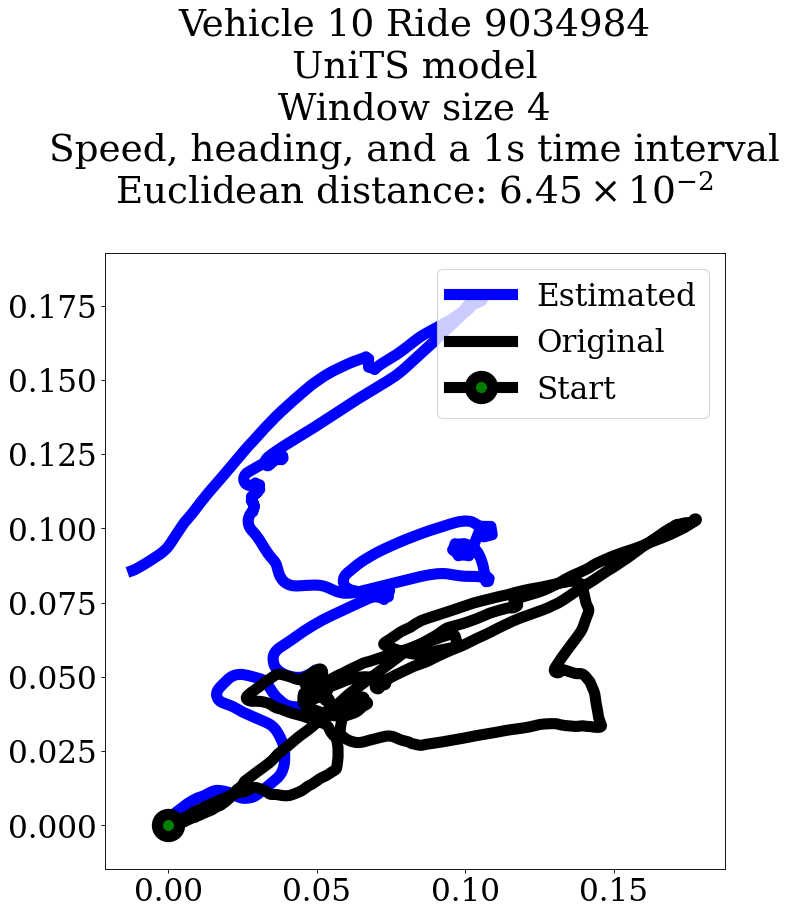 Vehicle 10 Ride 9034984
UniTS model
Window size 4
Speed, heading, and a 1s time interval
Euclidean distance: 6.45 × 10⁻²
Estimated
Original
Start
0.175
0.150
0.125
0.100
0.075
0.050
0.025
0.000
0.00 0.05 0.10 0.15